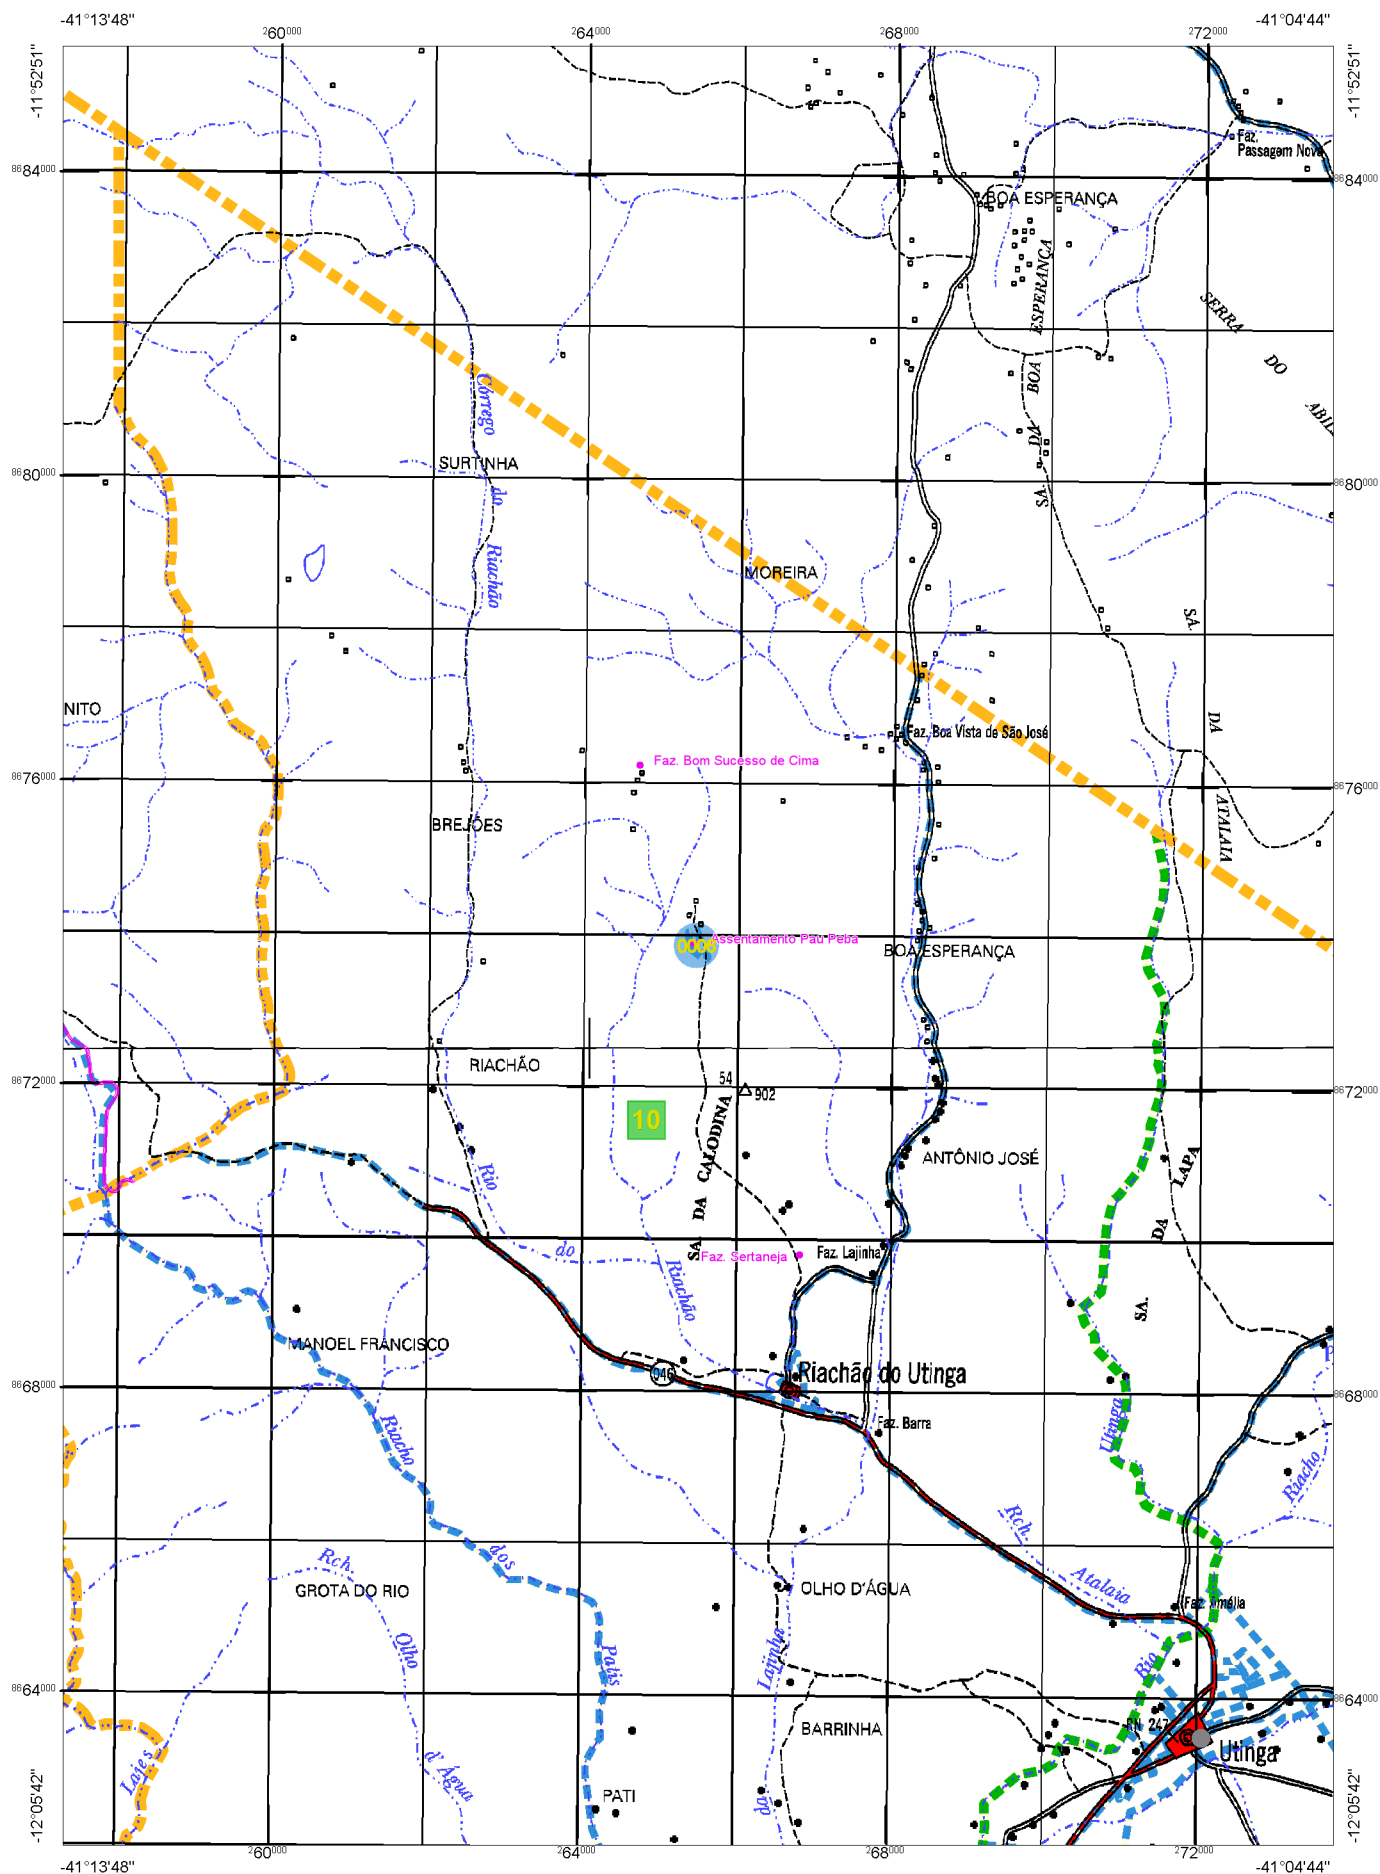 -41°13'48"
-41°04'44"
260000
264000
268000
272000
-11°52'51"
-11°52'51"
Faz.
Passagem Nova
8684000
8684000
BOA ESPERANÇA
SA. DA BOA ESPERANÇA
SERRA DO
Córrego do Riachão
SURTINHA
8680000
8680000
MOREIRA
SA. DA ATALAIA
NITO
Faz. Boa Vista de São José
Faz. Bom Sucesso de Cima
8676000
8676000
BREJÕES
Assentamento Pau Peba
0006
BOA ESPERANÇA
RIACHÃO
54
902
8672000
8672000
10
SA. DA CALODINA
ANTÔNIO JOSÉ
SA. DA LAPA
Rio do Riachão
Faz. Lajinha
Faz. Sertaneja
MANOEL FRANCISCO
046
Riachão do Utinga
8668000
8668000
Faz. Barra
Utinga
Riacho
Riacho dos Patis
Rch. Atalaia
Rch. Olho d'Água
GROTA DO RIO
OLHO D'ÁGUA
Faz. Amélia
Lajinha
da
Rio
8664000
8664000
RN 247
BARRINHA
Utinga
Lajes
PATI
-12°05'42"
-12°05'42"
260000
264000
268000
272000
-41°13'48"
-41°04'44"